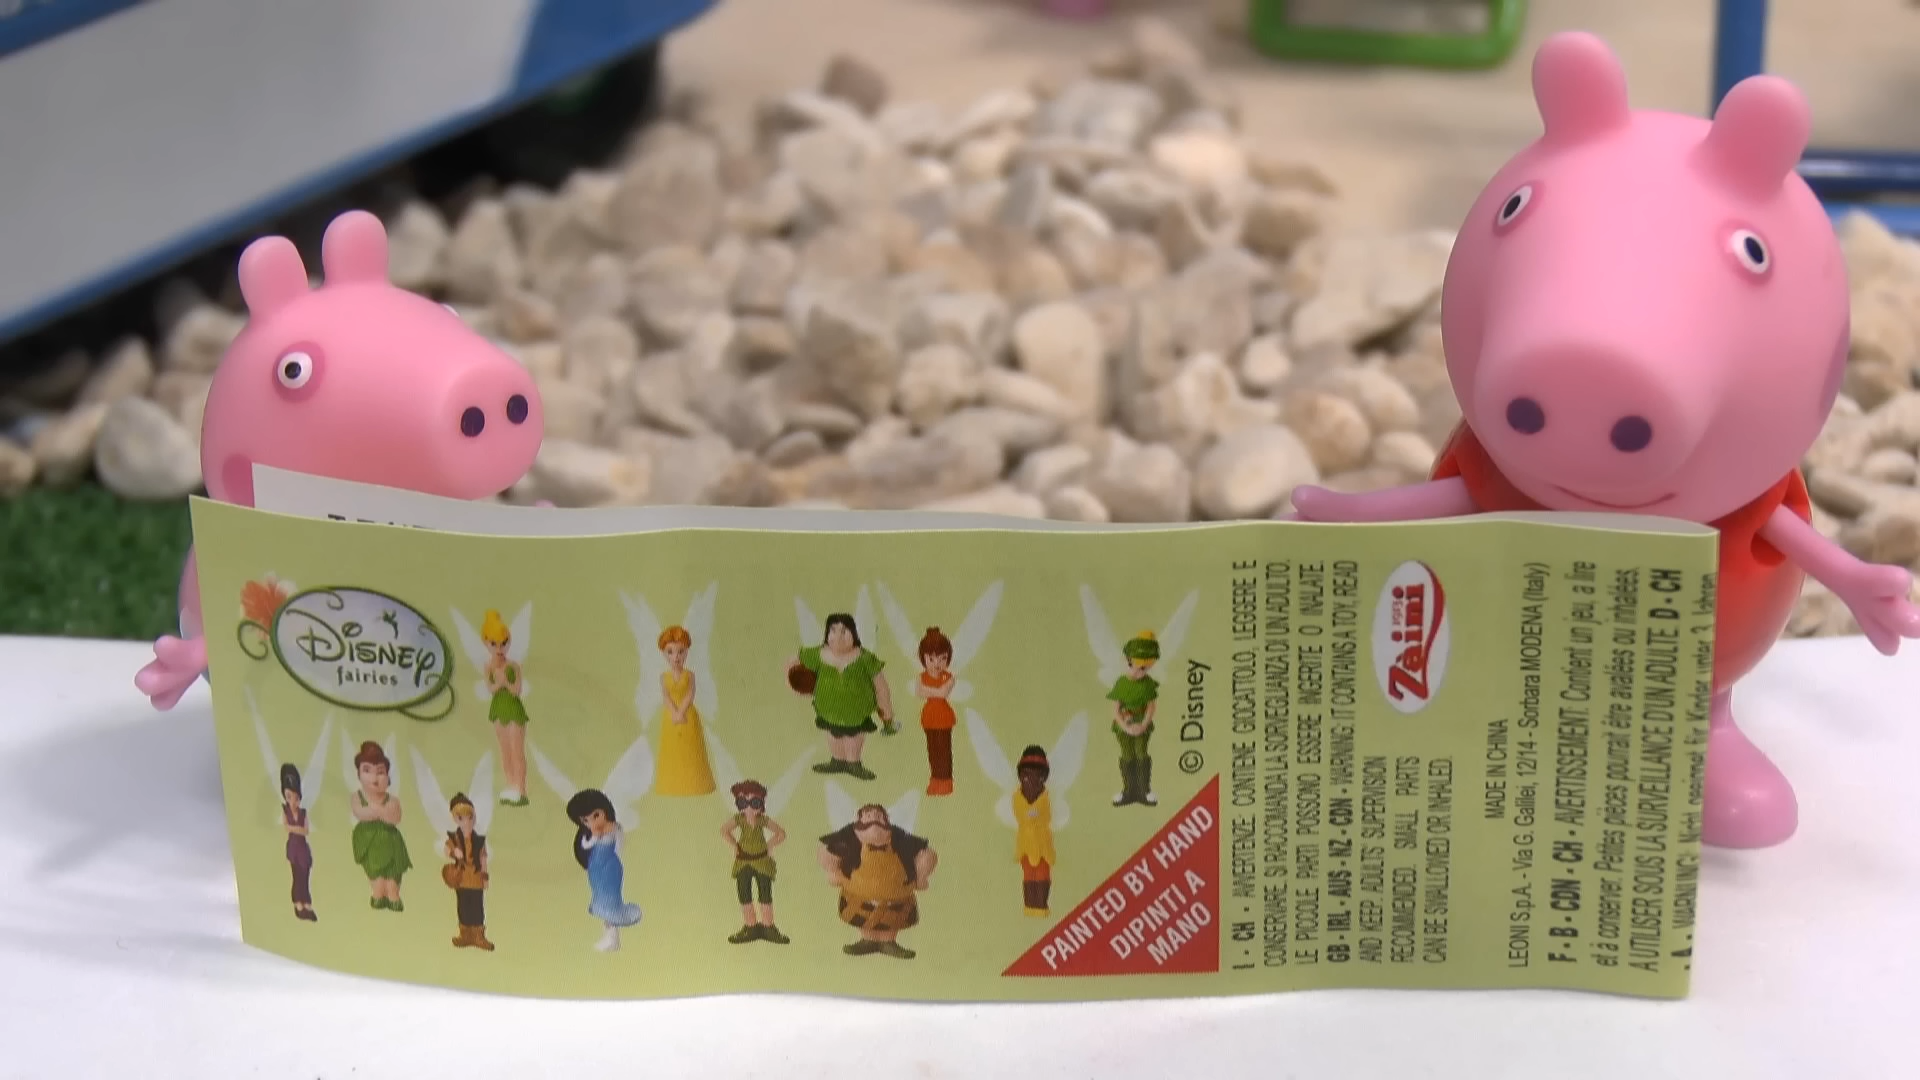 Disney
fairies
© Disney
PAINTED BY HAND
DIPINTI A
MANO
I - CH - AVVERTENZE: CONTIENE GIOCATTOLO, LEGGERE E
CONSERVARE. SI RACCOMANDA LA SORVEGLIANZA DI UN ADULTO.
LE PICCOLE PARTI POSSONO ESSERE INGERITE O INALATE.
GB - IRL - AUS - NZ - CDN - WARNING: IT CONTAINS A TOY, READ
AND KEEP. ADULTS SUPERVISION
RECOMMENDED. SMALL PARTS
CAN BE SWALLOWED OR INHALED.
Zàini
1913
MADE IN CHINA
LEONI S.p.A. - Via G. Galilei, 12/14 - Sorbara MODENA (Italy)
F - B - CDN - CH - AVERTISSEMENT. Contient un jeu, a lire
et à conserver. Petites pièces pourrait être avalées ou inhalées.
A UTILISER SOUS LA SURVEILLANCE D'UN ADULTE D - CH
- A - WARNUNG!